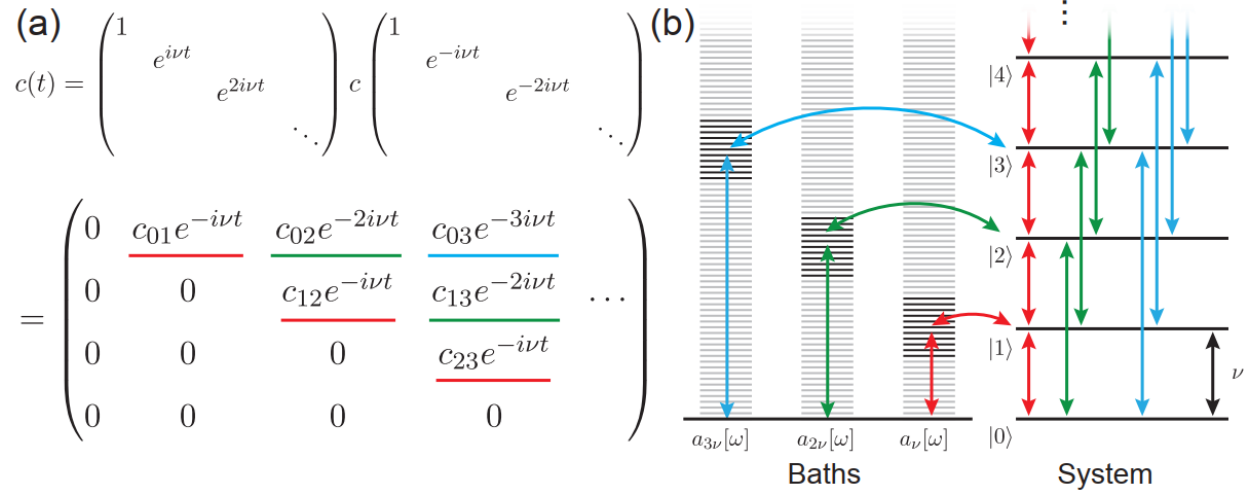 (a)
c(t) = ( 1 e^{iνt} e^{2iνt} ⋱ ) c ( 1 e^{-iνt} e^{-2iνt} ⋱ )
= ( 0 c_{01}e^{-iνt} c_{02}e^{-2iνt} c_{03}e^{-3iνt}
0 0 c_{12}e^{-iνt} c_{13}e^{-2iνt} ⋯
0 0 0 c_{23}e^{-iνt}
0 0 0 0 )
(b)
⋮
|4⟩
|3⟩
|2⟩
|1⟩
ν
|0⟩
a_{3ν}[ω] a_{2ν}[ω] a_ν[ω]
Baths System